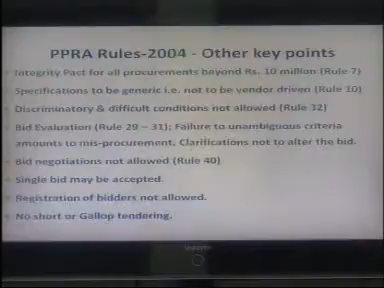 PPRA Rules-2004 - Other key points
Integrity Pact for all procurements beyond Rs. 10 million (Rule 7)
Specifications to be generic i.e. not to be vendor driven (Rule 10)
Discriminatory & difficult conditions not allowed (Rule 32)
Bid Evaluation (Rule 29 – 31); Failure to unambiguous criteria
amounts to mis-procurement. Clarifications not to alter the bid.
Bid negotiations not allowed (Rule 40)
Single bid may be accepted.
Registration of bidders not allowed.
No short or Gallop tendering.